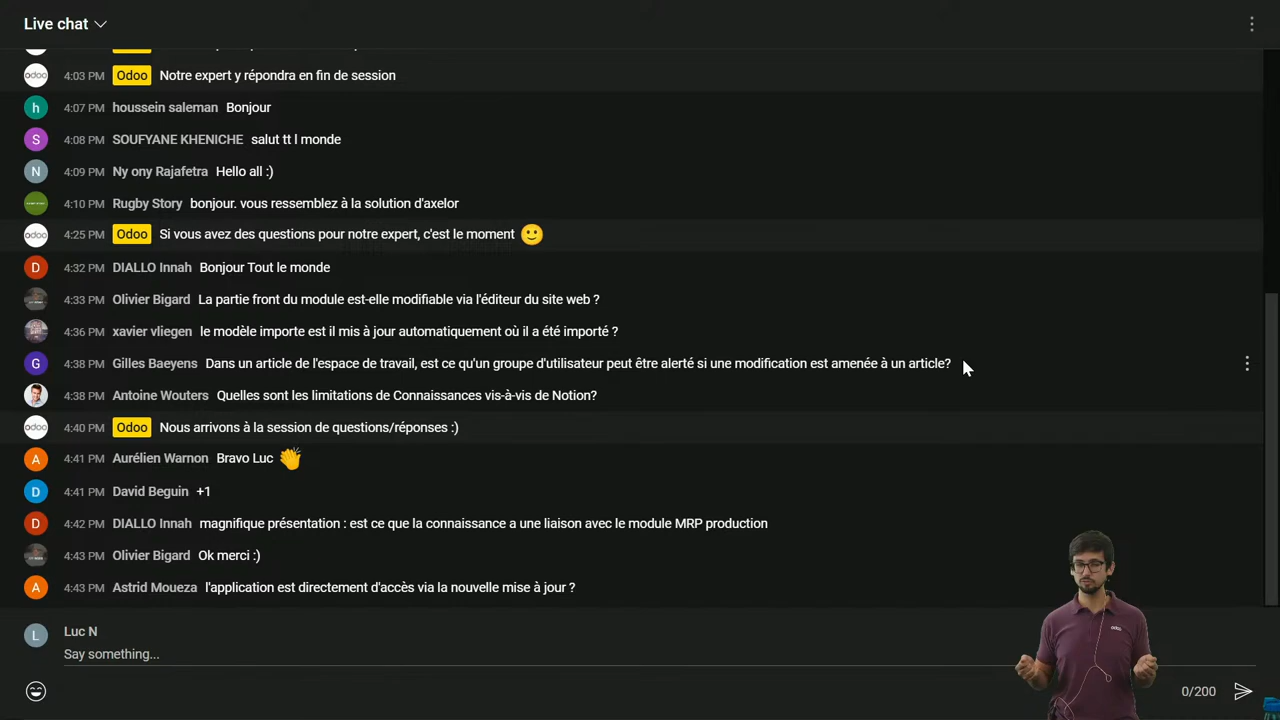 Live chat
4:03 PM Odoo Notre expert y répondra en fin de session
h 4:07 PM houssein saleman Bonjour
S 4:08 PM SOUFYANE KHENICHE salut tt l monde
N 4:09 PM Ny ony Rajafetra Hello all :)
4:10 PM Rugby Story bonjour. vous ressemblez à la solution d'axelor
odoo 4:25 PM Odoo Si vous avez des questions pour notre expert, c'est le moment 🙂
D 4:32 PM DIALLO Innah Bonjour Tout le monde
4:33 PM Olivier Bigard La partie front du module est-elle modifiable via l'éditeur du site web ?
4:36 PM xavier vliegen le modèle importe est il mis à jour automatiquement où il a été importé ?
G 4:38 PM Gilles Baeyens Dans un article de l'espace de travail, est ce qu'un groupe d'utilisateur peut être alerté si une modification est amenée à un article?
4:38 PM Antoine Wouters Quelles sont les limitations de Connaissances vis-à-vis de Notion?
odoo 4:40 PM Odoo Nous arrivons à la session de questions/réponses :)
A 4:41 PM Aurélien Warnon Bravo Luc 👏
D 4:41 PM David Beguin +1
D 4:42 PM DIALLO Innah magnifique présentation : est ce que la connaissance a une liaison avec le module MRP production
4:43 PM Olivier Bigard Ok merci :)
A 4:43 PM Astrid Moueza l'application est directement d'accès via la nouvelle mise à jour ?
L Luc N
Say something...
0/200
odoo